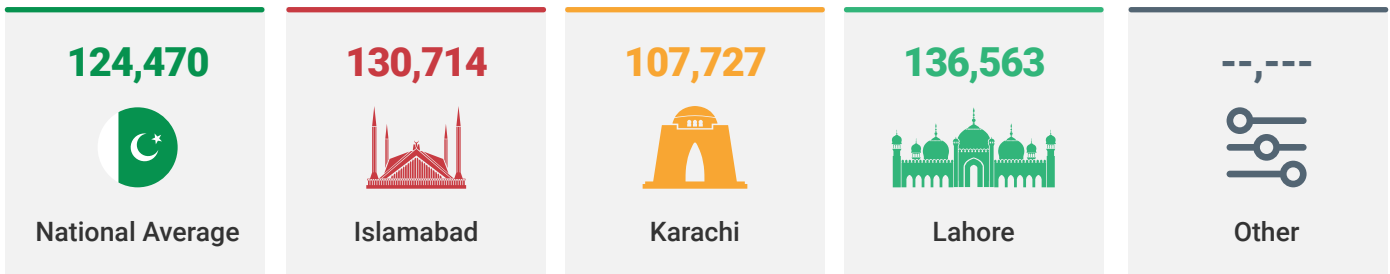 124,470
National Average
130,714
Islamabad
107,727
Karachi
136,563
Lahore
--,---
Other